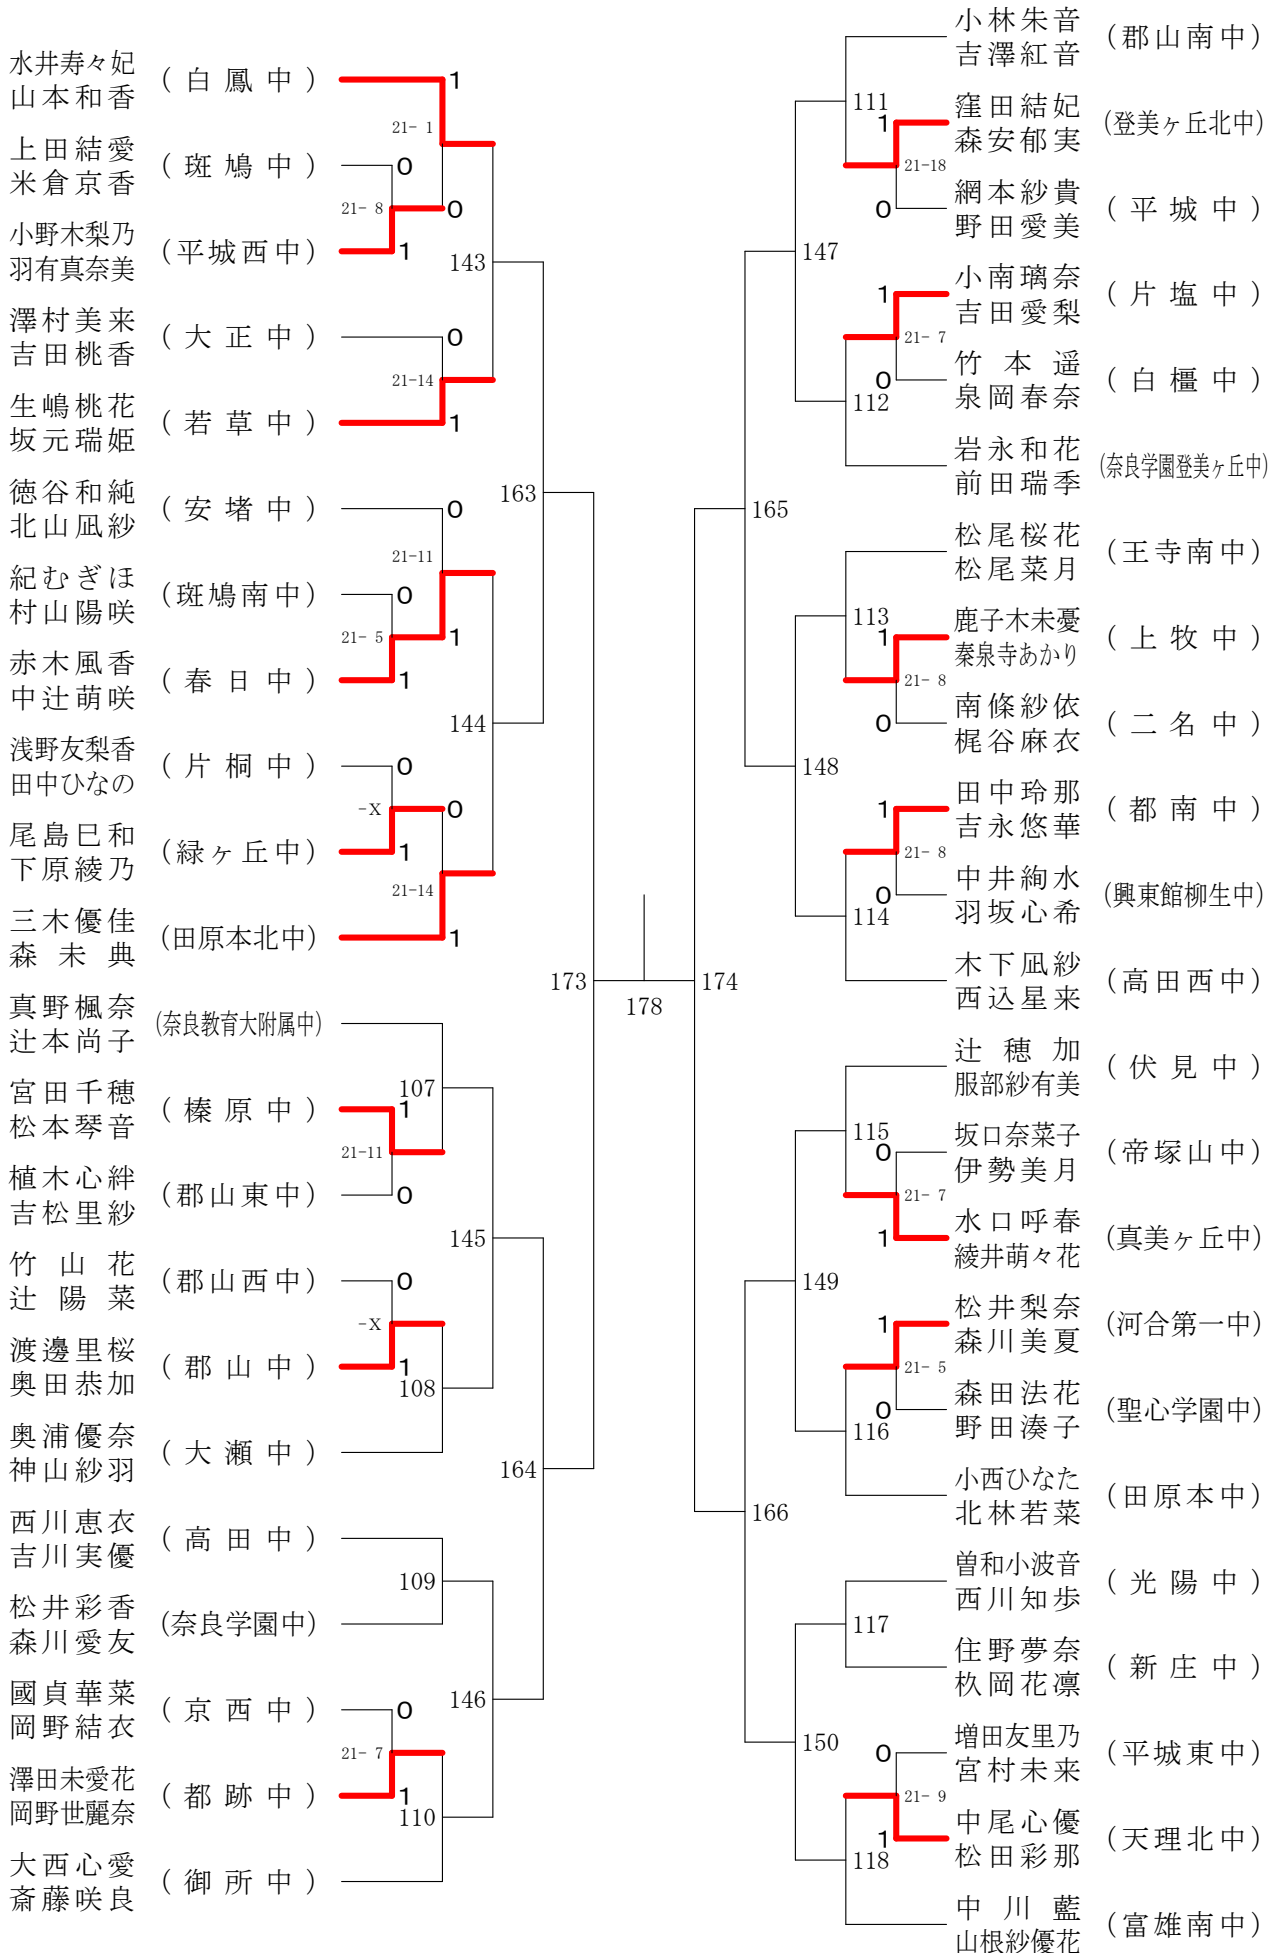 水井寿々妃
山本和香
(白鳳中)
1
21- 1
上田結愛
米倉京香
(斑鳩中)
0
21- 8
0
小野木梨乃
羽有真奈美
(平城西中)
1
143
澤村美来
吉田桃香
(大正中)
0
21-14
生嶋桃花
坂元瑞姫
(若草中)
1
163
徳谷和純
北山凪紗
(安堵中)
0
21-11
紀むぎほ
村山陽咲
(斑鳩南中)
0
21- 5
1
赤木風香
中辻萌咲
(春日中)
1
144
浅野友梨香
田中ひなの
(片桐中)
0
-X
0
尾島巳和
下原綾乃
(緑ヶ丘中)
1
21-14
三木優佳
森未典
(田原本北中)
1
173
真野楓奈
辻本尚子
(奈良教育大附属中)
107
宮田千穂
松本琴音
(榛原中)
1
21-11
植木心絆
吉松里紗
(郡山東中)
0
145
竹山花
辻陽菜
(郡山西中)
0
-X
渡邊里桜
奥田恭加
(郡山中)
1
108
奥浦優奈
神山紗羽
(大瀬中)
164
西川恵衣
吉川実優
(高田中)
109
松井彩香
森川愛友
(奈良学園中)
146
國貞華菜
岡野結衣
(京西中)
0
21- 7
澤田未愛花
岡野世麗奈
(都跡中)
1
110
大西心愛
斎藤咲良
(御所中)
178
174
小林朱音
吉澤紅音
(郡山南中)
111
窪田結妃
森安郁実
(登美ヶ丘北中)
1
21-18
網本紗貴
野田愛美
(平城中)
0
147
小南璃奈
吉田愛梨
(片塩中)
1
21- 7
竹本遥
泉岡春奈
(白橿中)
0
112
岩永和花
前田瑞季
(奈良学園登美ヶ丘中)
165
松尾桜花
松尾菜月
(王寺南中)
113
鹿子木未憂
秦泉寺あかり
(上牧中)
1
21- 8
南條紗依
梶谷麻衣
(二名中)
0
148
田中玲那
吉永悠華
(都南中)
1
21- 8
中井絢水
羽坂心希
(興東館柳生中)
0
114
木下凪紗
西込星来
(高田西中)
辻穂加
服部紗有美
(伏見中)
115
坂口奈菜子
伊勢美月
(帝塚山中)
0
21- 7
水口呼春
綾井萌々花
(真美ヶ丘中)
1
149
松井梨奈
森川美夏
(河合第一中)
1
21- 5
森田法花
野田湊子
(聖心学園中)
0
116
小西ひなた
北林若菜
(田原本中)
166
曽和小波音
西川知歩
(光陽中)
117
住野夢奈
杦岡花凛
(新庄中)
150
増田友里乃
宮村未来
(平城東中)
0
21- 9
中尾心優
松田彩那
(天理北中)
1
118
中川藍
山根紗優花
(富雄南中)